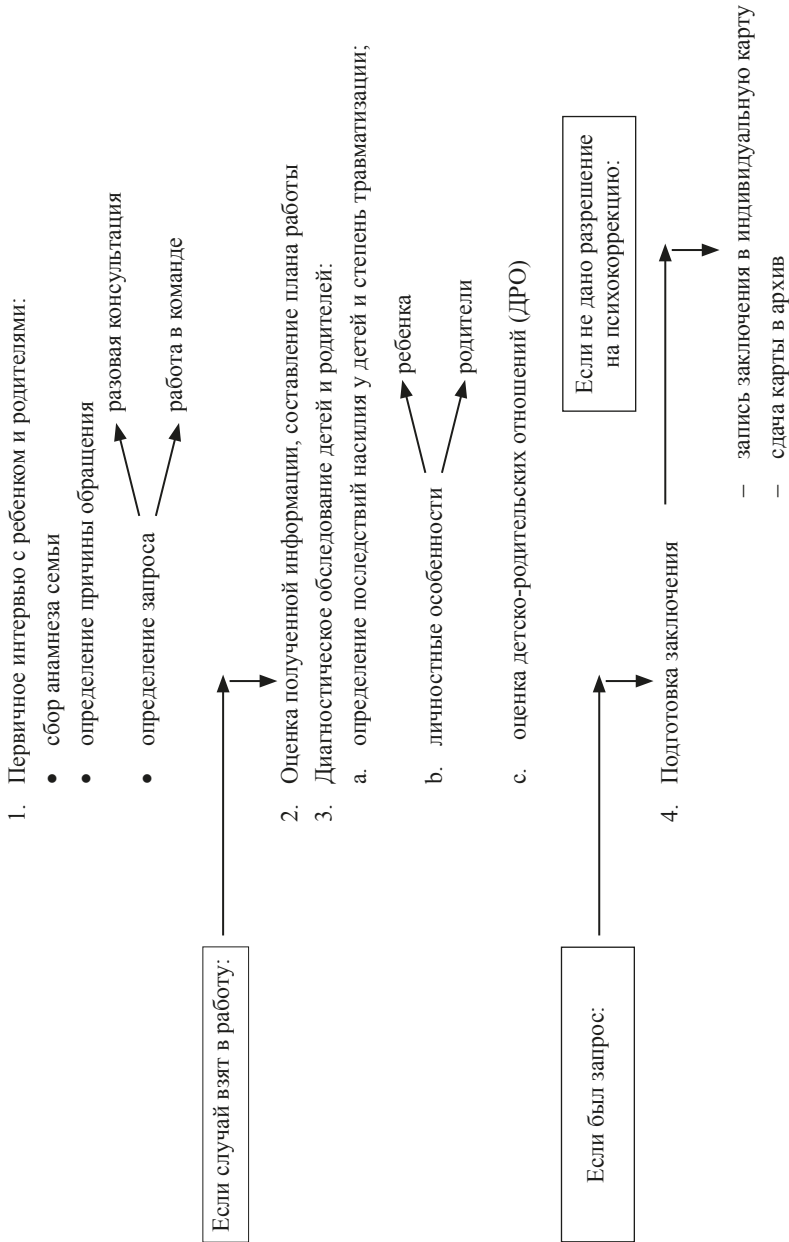 1. Первичное интервью с ребенком и родителями:
● сбор анамнеза семьи
● определение причины обращения
разовая консультация
● определение запроса
работа в команде
Если случай взят в работу:
2. Оценка полученной информации, составление плана работы
3. Диагностическое обследование детей и родителей:
a. определение последствий насилия у детей и степень травматизации;
ребенка
b. личностные особенности
родители
c. оценка детско-родительских отношений (ДРО)
Если был запрос:
Если не дано разрешение
на психокоррекцию:
4. Подготовка заключения
– запись заключения в индивидуальную карту
– сдача карты в архив